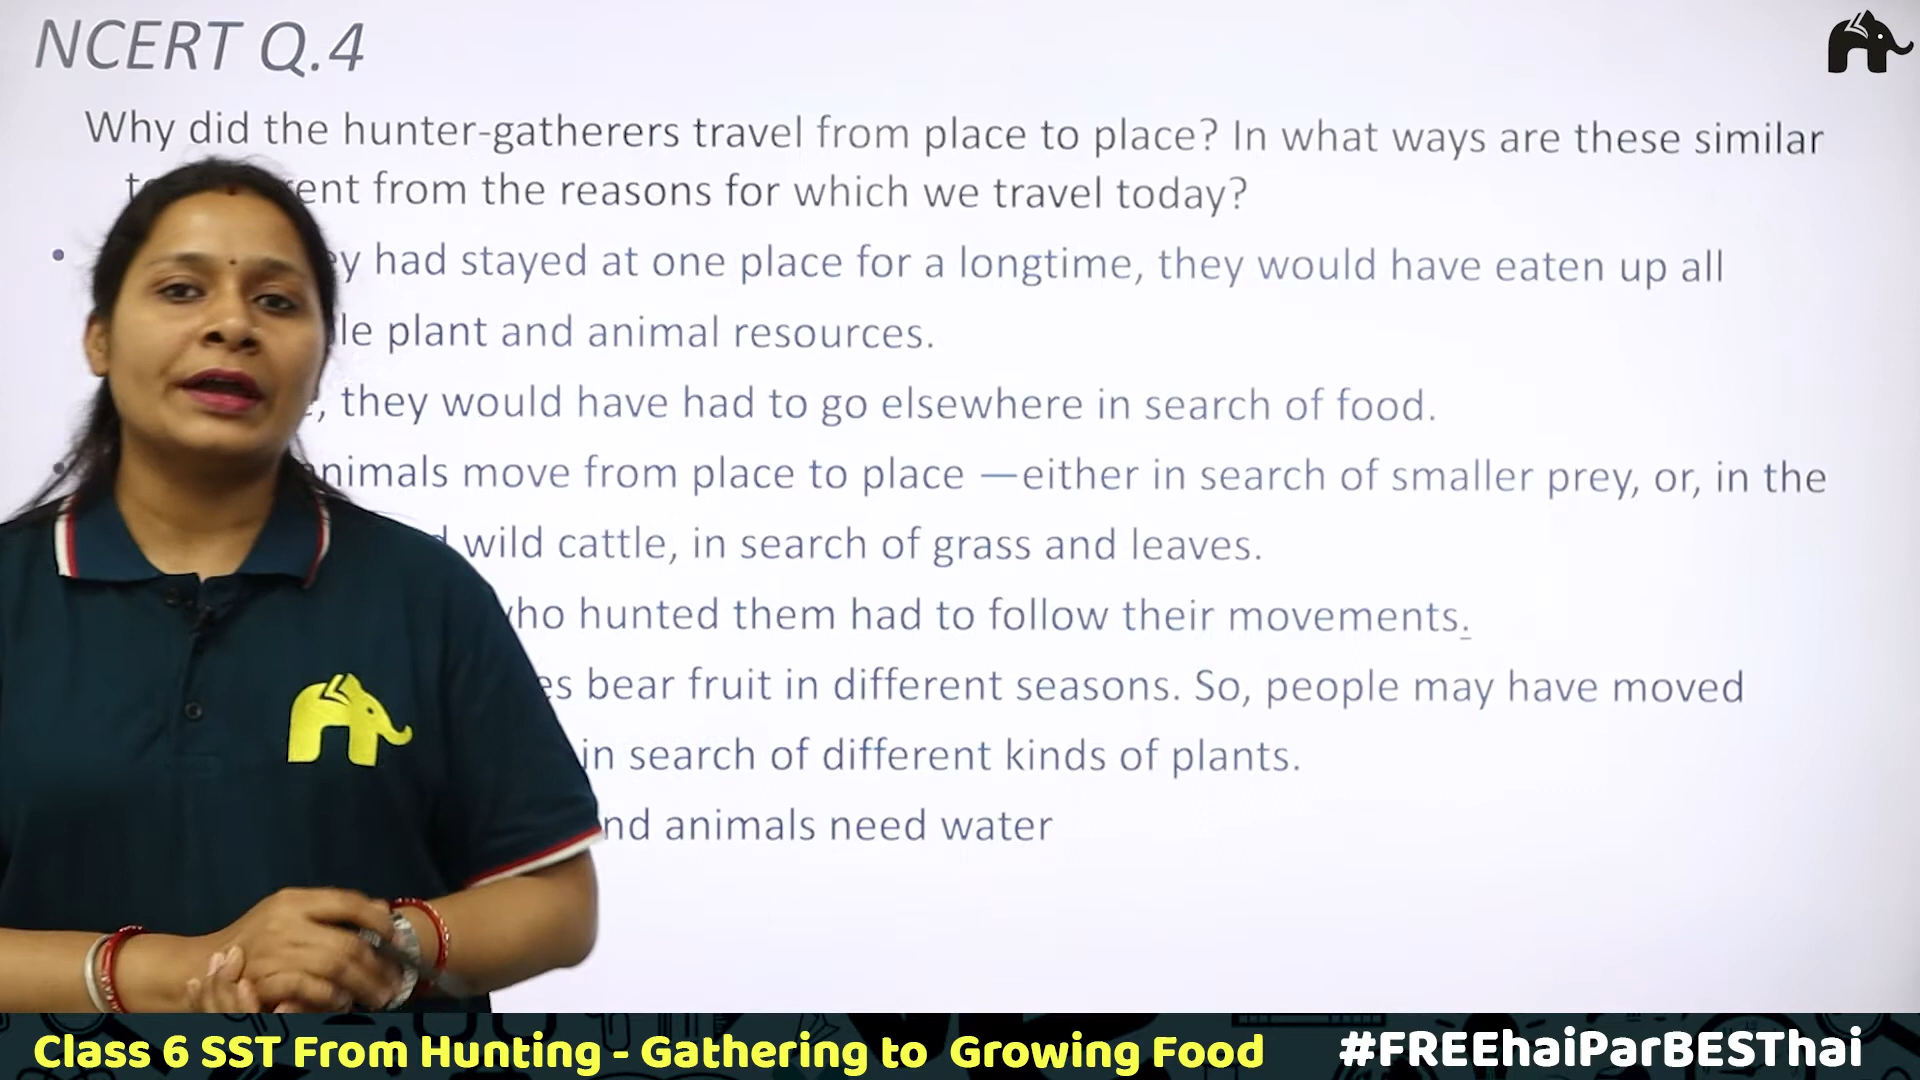 NCERT Q.4
Why did the hunter-gatherers travel from place to place? In what ways are these similar
from the reasons for which we travel today?
had stayed at one place for a longtime, they would have eaten up all
plant and animal resources.
they would have had to go elsewhere in search of food.
animals move from place to place —either in search of smaller prey, or, in the
wild cattle, in search of grass and leaves.
who hunted them had to follow their movements.
bear fruit in different seasons. So, people may have moved
in search of different kinds of plants.
animals need water
Class 6 SST From Hunting - Gathering to Growing Food
#FREEhaiParBESThai